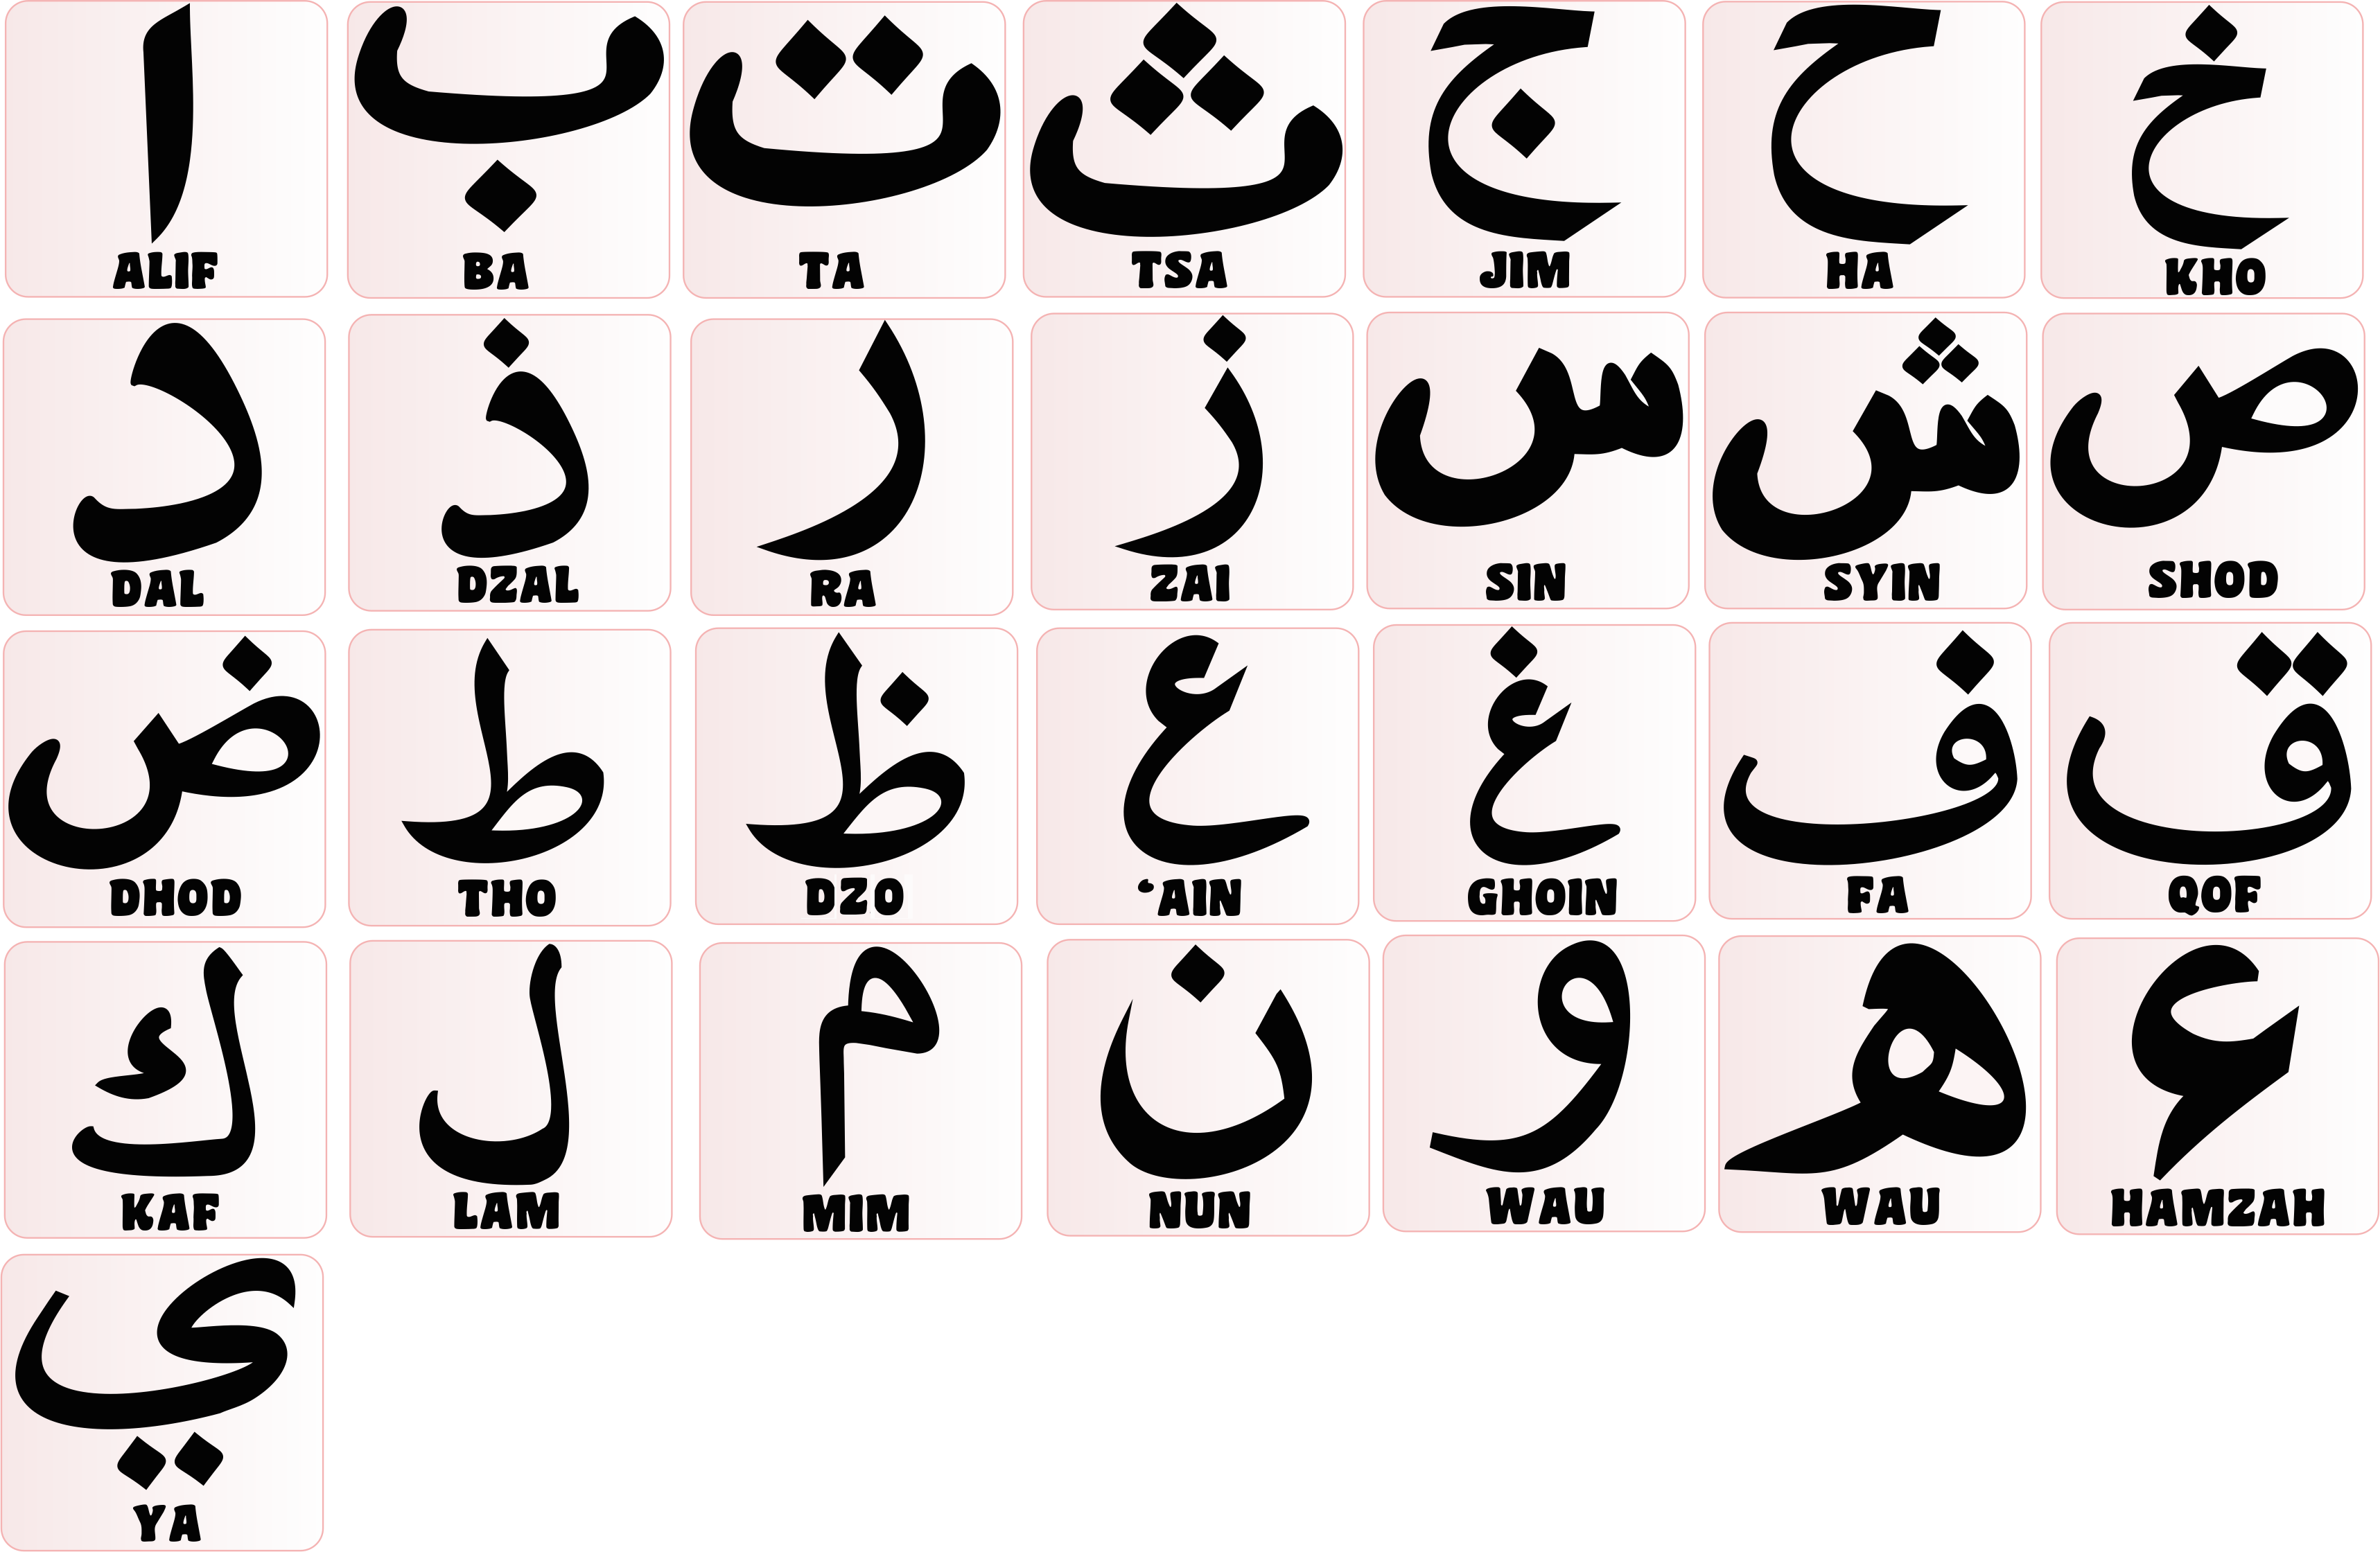 ا ب ت ث ج ح خ
ALIF BA TA TSA JIM HA KHO
د ذ ر ز س ش ص
DAL DZAL RA ZAI SIN SYIN SHOD
ض ط ظ ع غ ف ق
DHOD THO DZO 'AIN GHOIN FA QOF
ك ل م ن و ه ء
KAF LAM MIM NUN WAU WAU HAMZAH
ي
YA